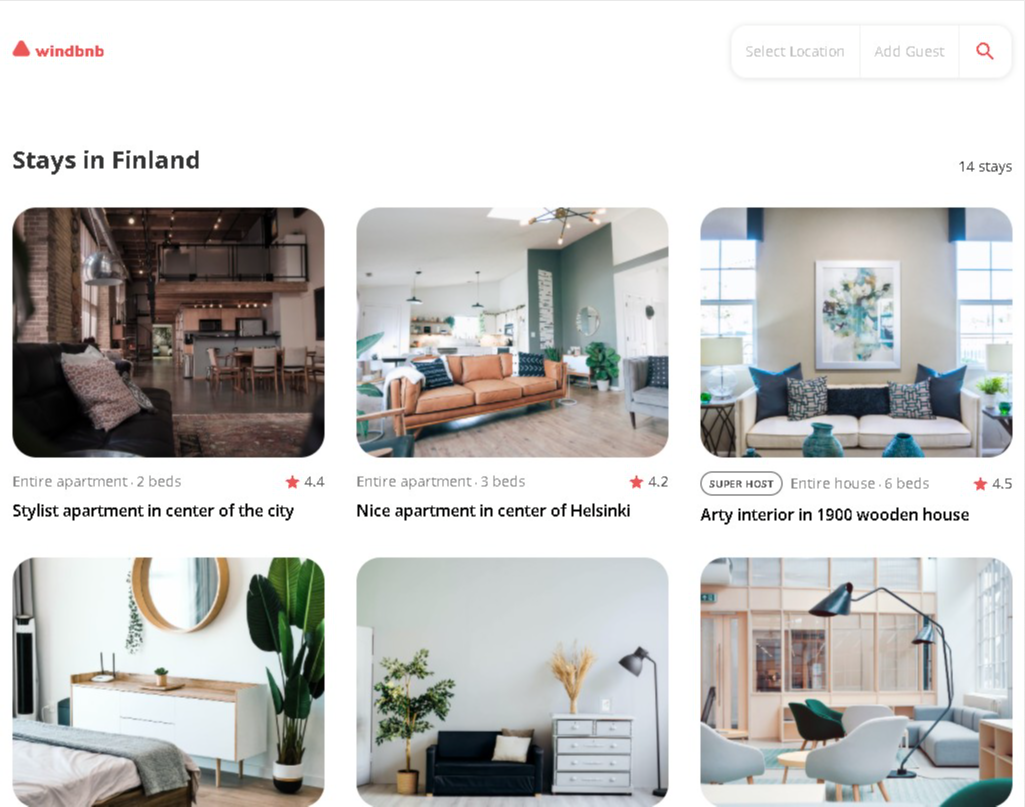 windbnb
Select Location
Add Guest
Stays in Finland
14 stays
Entire apartment · 2 beds
4.4
Stylist apartment in center of the city
Entire apartment · 3 beds
4.2
Nice apartment in center of Helsinki
SUPER HOST
Entire house · 6 beds
4.5
Arty interior in 1900 wooden house